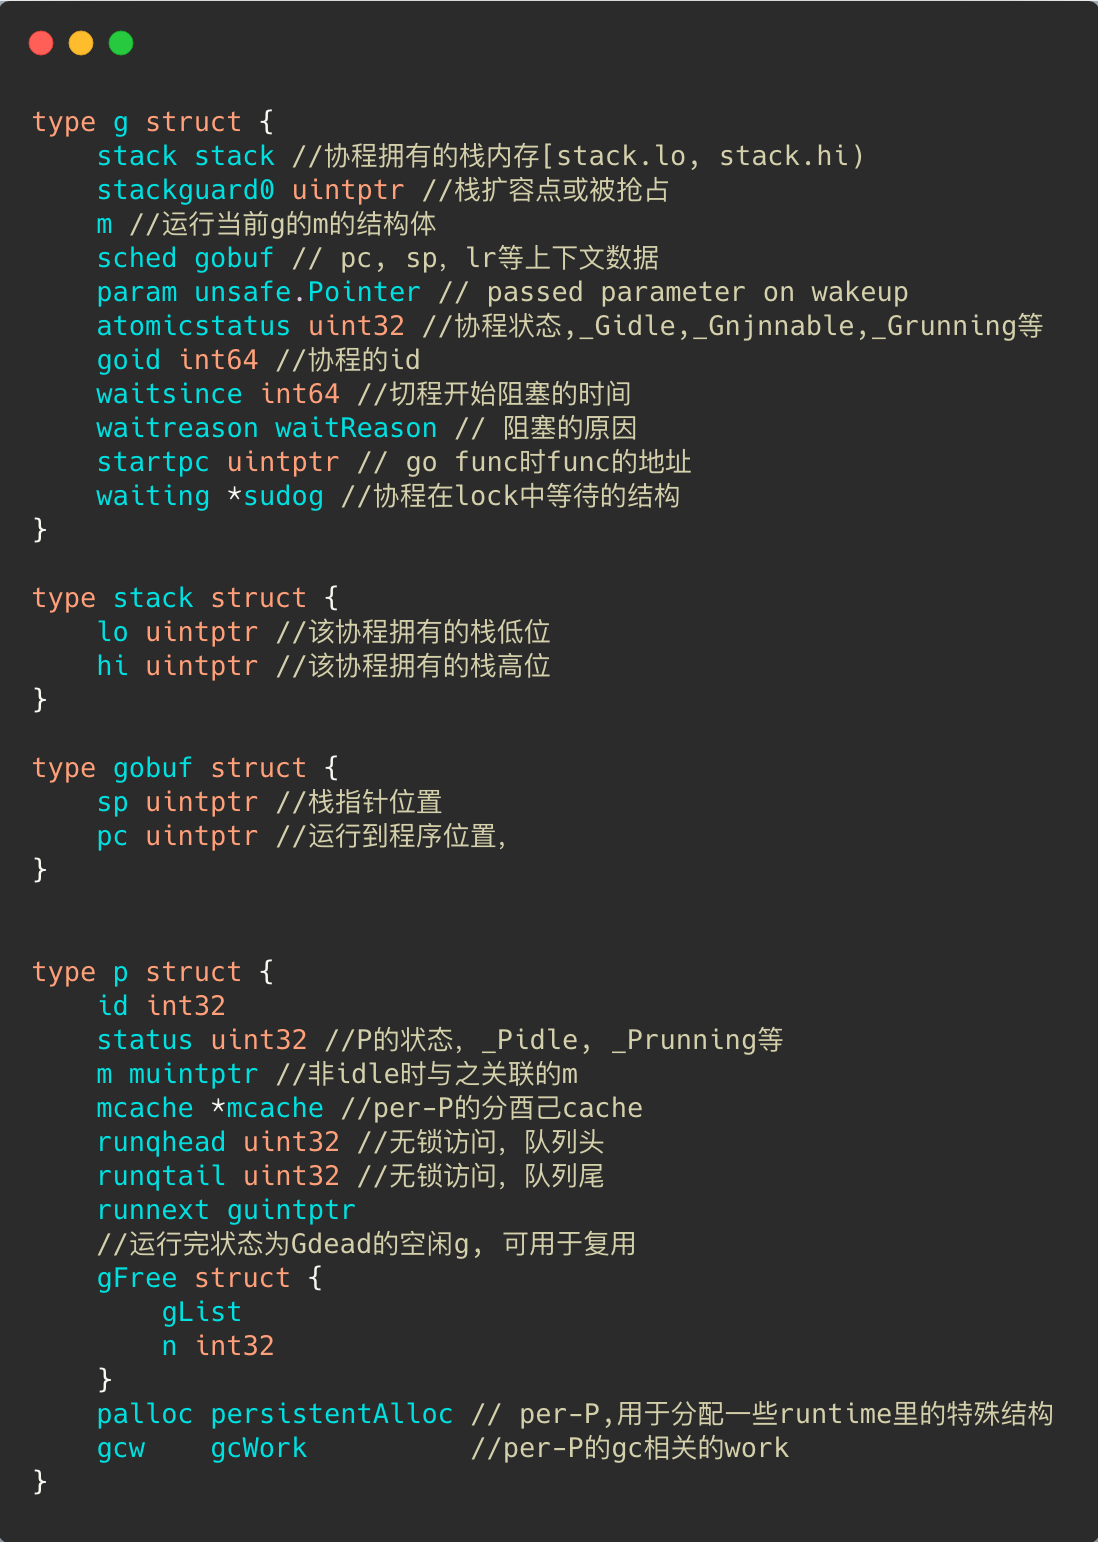 type g struct {
    stack stack //协程拥有的栈内存[stack.lo, stack.hi)
    stackguard0 uintptr //栈扩容点或被抢占
    m //运行当前g的m的结构体
    sched gobuf // pc, sp, lr等上下文数据
    param unsafe.Pointer // passed parameter on wakeup
    atomicstatus uint32 //协程状态,_Gidle,_Gnjnnable,_Grunning等
    goid int64 //协程的id
    waitsince int64 //切程开始阻塞的时间
    waitreason waitReason // 阻塞的原因
    startpc uintptr // go func时func的地址
    waiting *sudog //协程在lock中等待的结构
}
type stack struct {
    lo uintptr //该协程拥有的栈低位
    hi uintptr //该协程拥有的栈高位
}
type gobuf struct {
    sp uintptr //栈指针位置
    pc uintptr //运行到程序位置,
}
type p struct {
    id int32
    status uint32 //P的状态, _Pidle, _Prunning等
    m muintptr //非idle时与之关联的m
    mcache *mcache //per-P的分酉己cache
    runqhead uint32 //无锁访问, 队列头
    runqtail uint32 //无锁访问, 队列尾
    runnext guintptr
    //运行完状态为Gdead的空闲g, 可用于复用
    gFree struct {
        gList
        n int32
    }
    palloc persistentAlloc // per-P,用于分配一些runtime里的特殊结构
    gcw    gcWork          //per-P的gc相关的work
}